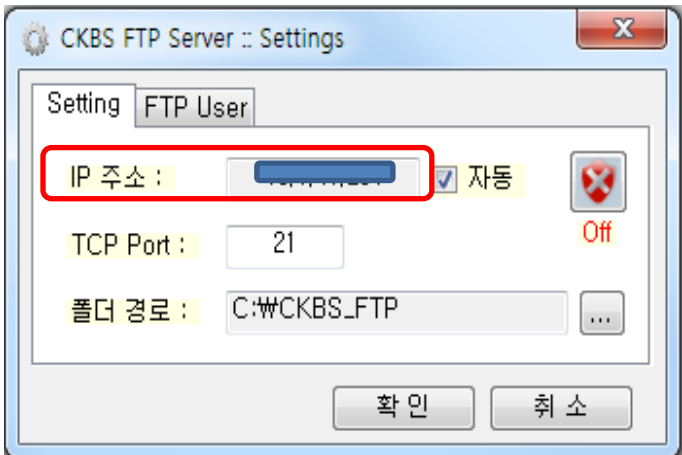 CKBS FTP Server :: Settings
Setting FTP User
IP 주소 : 자동
Off
TCP Port : 21
폴더 경로 : C:₩CKBS_FTP ...
확 인 취 소